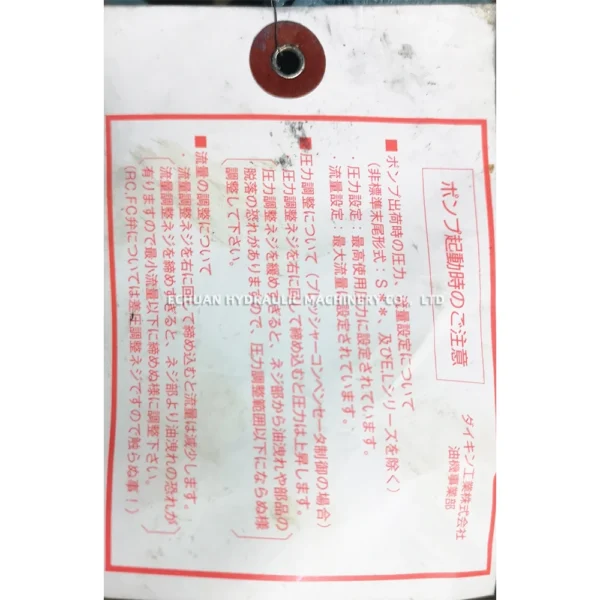 ポンプ起動時のご注意
ダイキン工業株式会社
油機事業部
■ポンプ出荷時の圧力、流量設定について
(非標準末尾形式：S＊＊、及びE,Lシリーズを除く)
・圧力設定：最高使用圧力に設定されています。
・流量設定：最大流量に設定されています。
■圧力調整について(プレッシャーコンペンセータ制御の場合)
・圧力調整ネジを右に回して締め込むと圧力は上昇します。
圧力調整ネジを緩めすぎると、ネジ部から油洩れや部品の
脱落の恐れがありますので、圧力調整範囲以下にならぬ様
調整して下さい。
■流量の調整について
・流量調整ネジを右に回して締め込むと流量は減少します。
流量調整ネジを締めすぎると、ネジ部より油洩れの恐れが
有りますので最小流量以下に締めぬ様に調整下さい。
(RC,FC弁については差圧調整ネジですので触らぬ事！)
ECHUAN HYDRAULIC MACHINERY CO., LTD